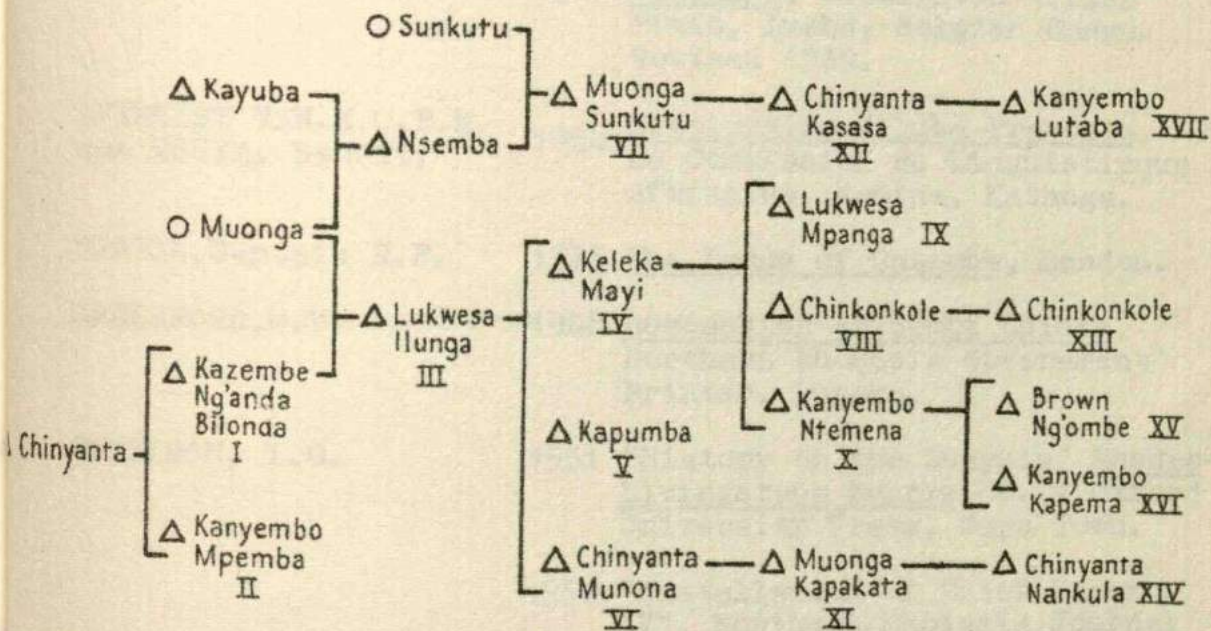 Sunkutu
Kayuba
Muonga
Sunkutu
VII
Chinyanta
Kasasa
XII
Kanyembo
Lutaba XVII
Nsemba
Muonga
Lukwesa
Mpanga IX
Keleka
Mayi
IV
Chinkonkole
VIII
Chinkonkole
XIII
Lukwesa
Ilunga
III
Kazembe
Ng'anda
Bilonda
I
Kanyembo
Ntemena
X
Brown
Ng'ombe XV
Chinyanta
Kapumba
V
Kanyembo
Kapema XVI
Kanyembo
Mpemba
II
Chinyanta
Munona
VI
Muonga
Kapakata
XI
Chinyanta
Nankula XIV